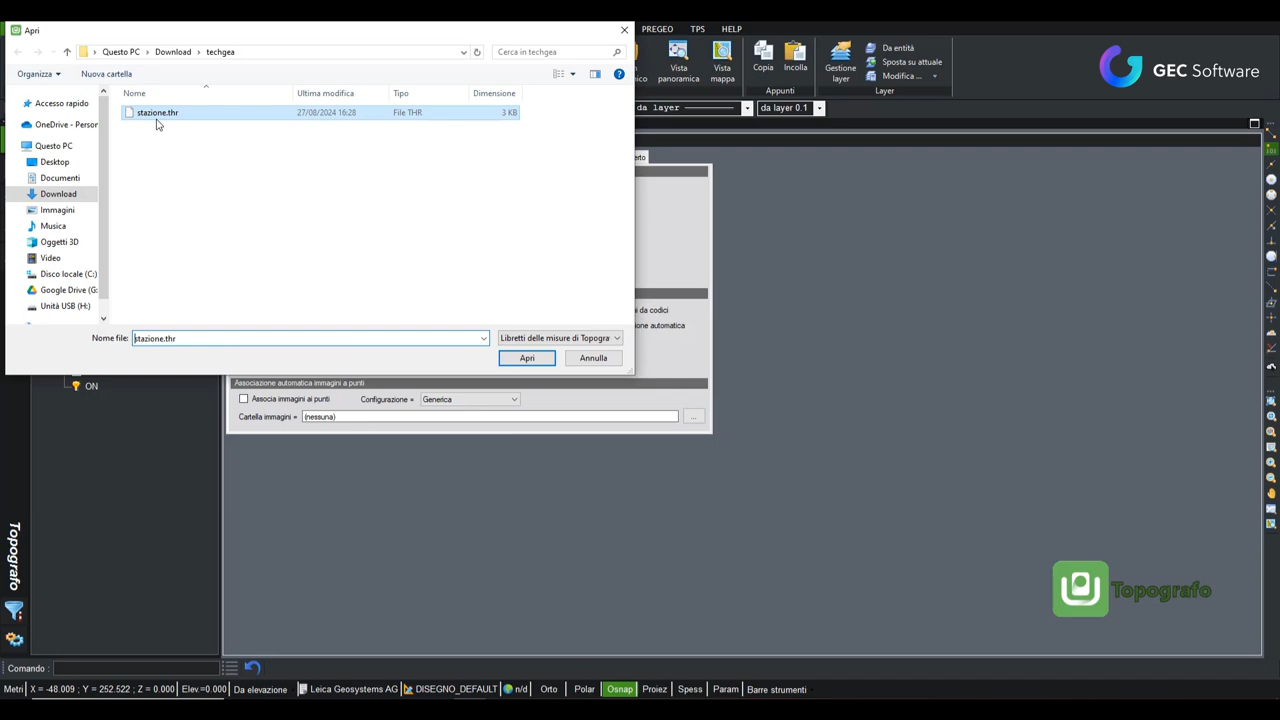 Apri
PREGEO TPS HELP
Questo PC > Download > techgea
Cerca in techgea
Organizza
Nuova cartella
Vista panoramica
Vista mappa
Copia
Incolla
Appunti
Gestione layer
Da entità
Sposta su attuale
Modifica ...
Layer
GEC Software
Nome
Ultima modifica
Tipo
Dimensione
da layer
da layer 0.1
stazione.thr
27/08/2024 16:28
File THR
3 KB
Accesso rapido
OneDrive - Person
Questo PC
Desktop
Documenti
Download
Immagini
Musica
Oggetti 3D
Video
Disco locale (C:)
Google Drive (G:
Unità USB (H:)
erto
i da codici
ione automatica
Nome file:
stazione.thr
Libretti delle misure di Topogra
Apri
Annulla
ON
Associazione automatica immagini a punti
Associa immagini ai punti
Configurazione =
Generica
Cartella immagini =
(nessuna)
...
Topografo
Topografo
Comando :
Metri
X = -48.009; Y = 252.522; Z = 0.000
Elev=0.000
Da elevazione
Leica Geosystems AG
DISEGNO_DEFAULT
n/d
Orto
Polar
Osnap
Proiez
Spess
Param
Barre strumenti